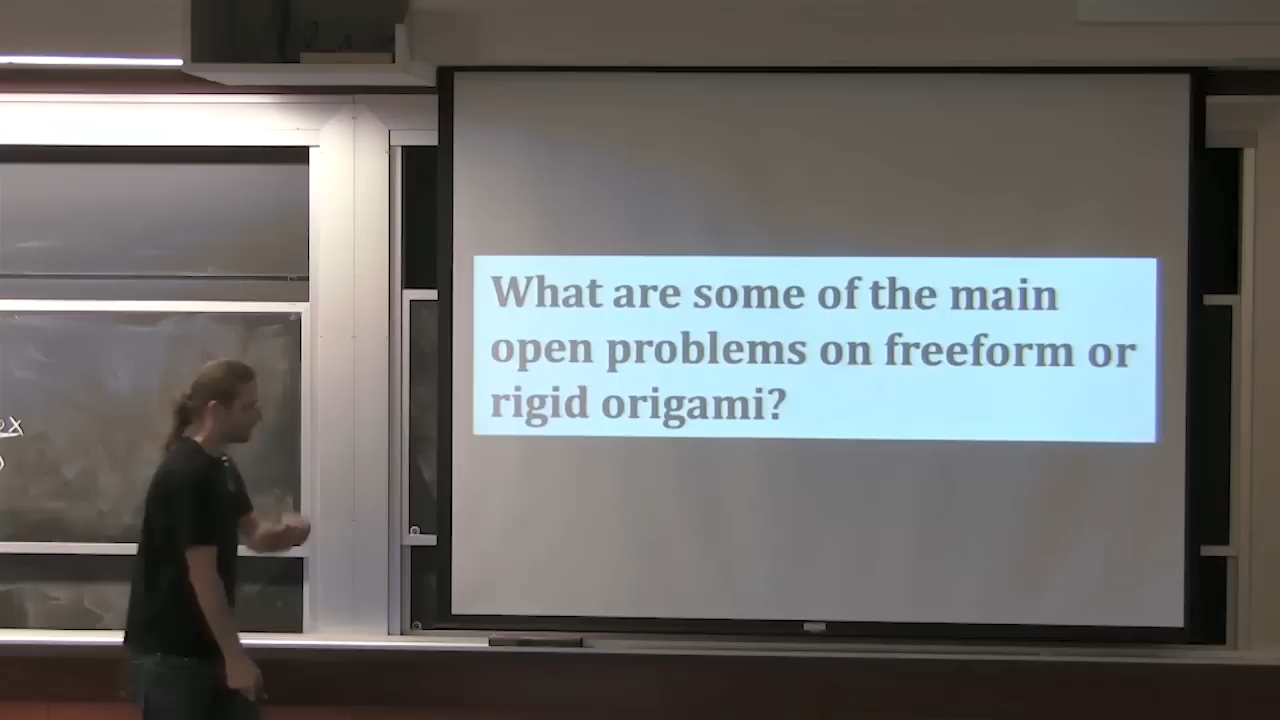 What are some of the main
open problems on freeform or
rigid origami?